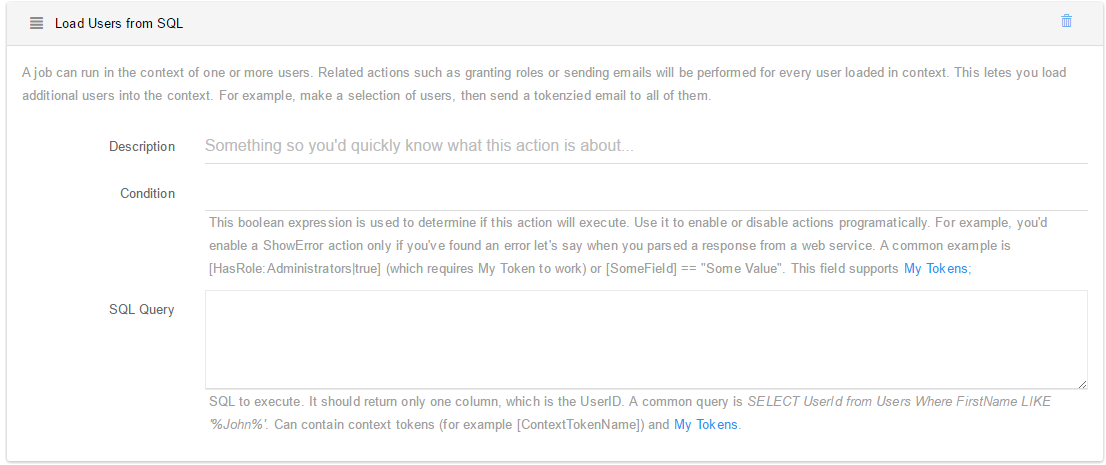 Load Users from SQL
A job can run in the context of one or more users. Related actions such as granting roles or sending emails will be performed for every user loaded in context. This letes you load
additional users into the context. For example, make a selection of users, then send a tokenzied email to all of them.
Description
Something so you'd quickly know what this action is about...
Condition
This boolean expression is used to determine if this action will execute. Use it to enable or disable actions programatically. For example, you'd
enable a ShowError action only if you've found an error let's say when you parsed a response from a web service. A common example is
[HasRole:Administrators|true] (which requires My Token to work) or [SomeField] == "Some Value". This field supports My Tokens;
SQL Query
SQL to execute. It should return only one column, which is the UserID. A common query is SELECT UserId from Users Where FirstName LIKE
'%John%'. Can contain context tokens (for example [ContextTokenName]) and My Tokens.